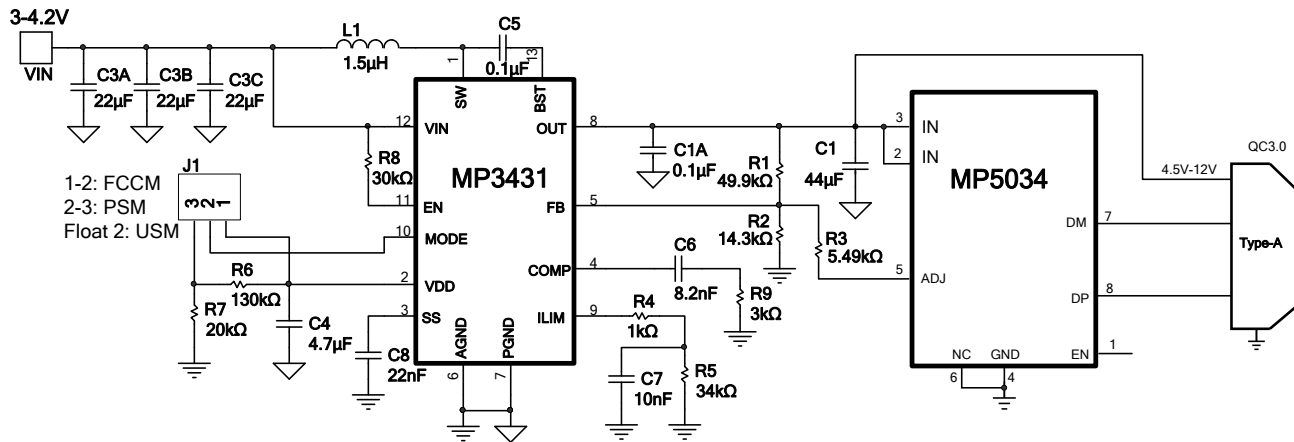 3-4.2V
VIN
C3A
22µF
C3B
22µF
C3C
22µF
L1
1.5µH
C5
0.1µF
1
13
SW
BST
12
VIN
OUT
8
R8
30kΩ
MP3431
11
EN
FB
5
10
MODE
COMP
4
2
VDD
3
SS
ILIM
9
AGND
PGND
6
7
J1
1-2: FCCM
2-3: PSM
Float 2: USM
3
2
1
R6
130kΩ
R7
20kΩ
C4
4.7µF
C8
22nF
C1A
0.1µF
R1
49.9kΩ
C1
44µF
R2
14.3kΩ
R3
5.49kΩ
C6
8.2nF
R9
3kΩ
R4
1kΩ
C7
10nF
R5
34kΩ
3
IN
2
IN
MP5034
DM
7
5
ADJ
DP
8
EN
1
NC
GND
6
4
QC3.0
4.5V-12V
Type-A